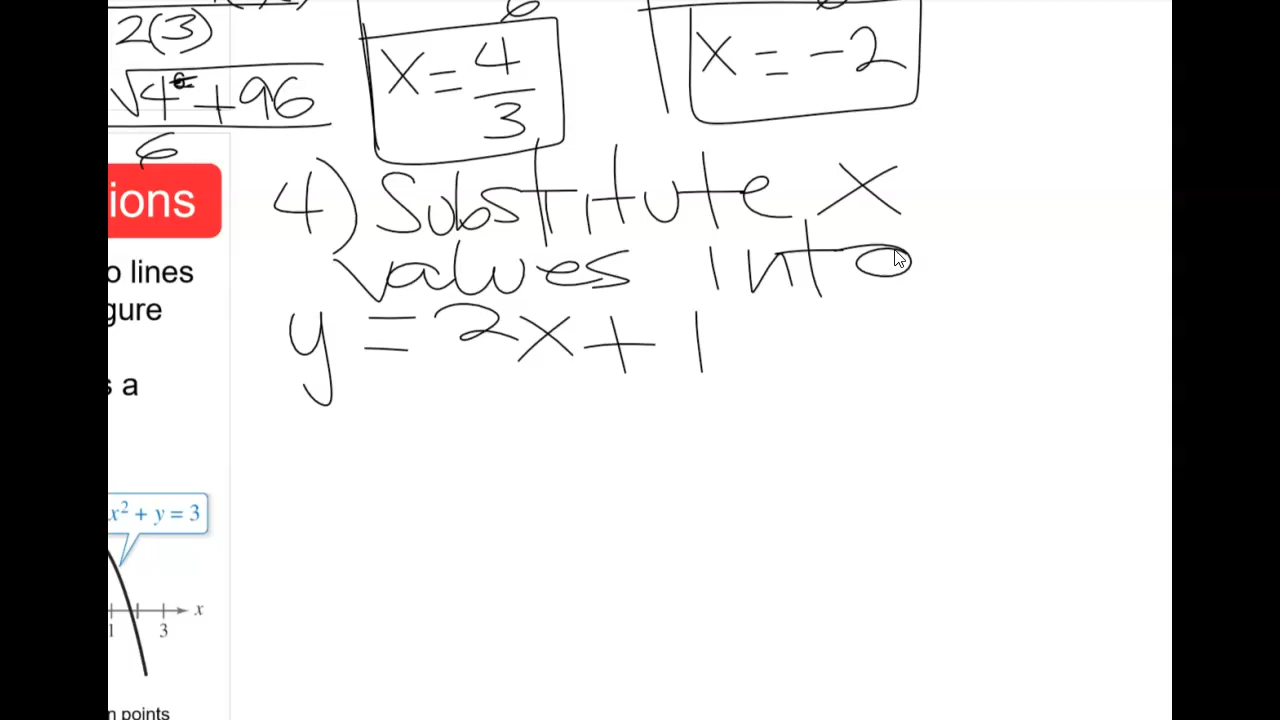 2(3)
√4 + 96
6
x = 4/3
x = -2
4) Substitute x
values into
y = 2x + 1
ions
o lines
gure
s a
x² + y = 3
x
1
3
n points